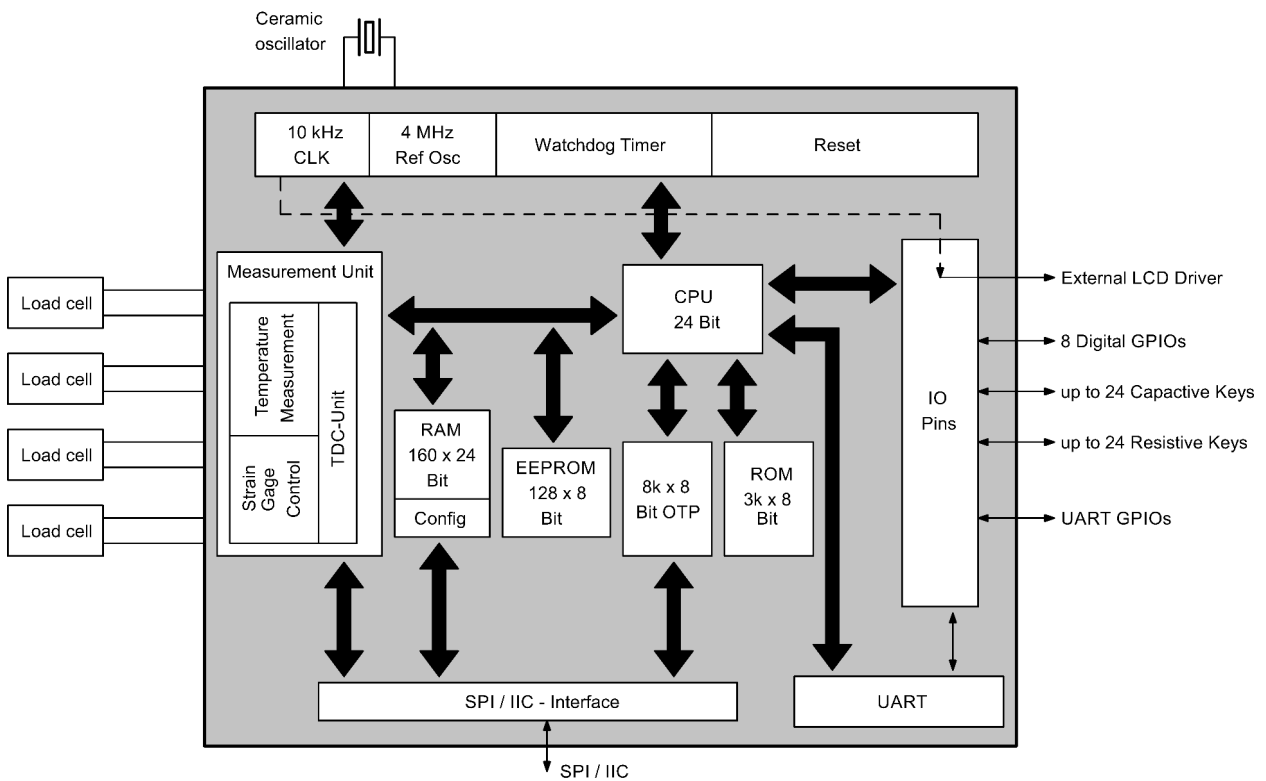 Ceramic
oscillator
10 kHz
CLK
4 MHz
Ref Osc
Watchdog Timer
Reset
Measurement Unit
Temperature
Measurement
Strain
Gage
Control
TDC-Unit
Load cell
Load cell
Load cell
Load cell
CPU
24 Bit
RAM
160 x 24
Bit
Config
EEPROM
128 x 8
Bit
8k x 8
Bit OTP
ROM
3k x 8
Bit
IO
Pins
External LCD Driver
8 Digital GPIOs
up to 24 Capactive Keys
up to 24 Resistive Keys
UART GPIOs
SPI / IIC - Interface
UART
SPI / IIC